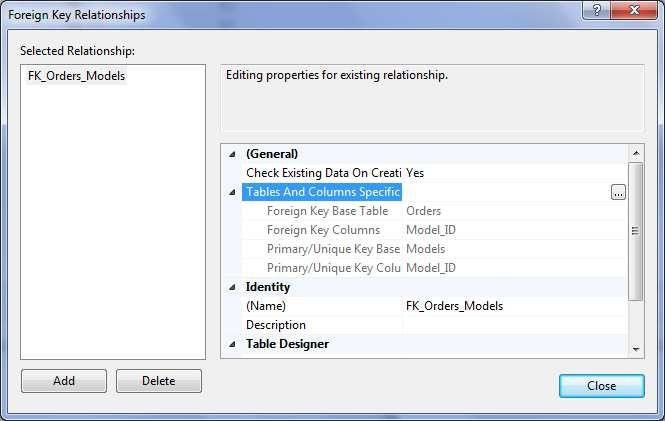 Foreign Key Relationships
Selected Relationship:
FK_Orders_Models
Editing properties for existing relationship.
(General)
Check Existing Data On Creati Yes
Tables And Columns Specific ...
Foreign Key Base Table Orders
Foreign Key Columns Model_ID
Primary/Unique Key Base Models
Primary/Unique Key Colu Model_ID
Identity
(Name) FK_Orders_Models
Description
Table Designer
Add Delete
Close